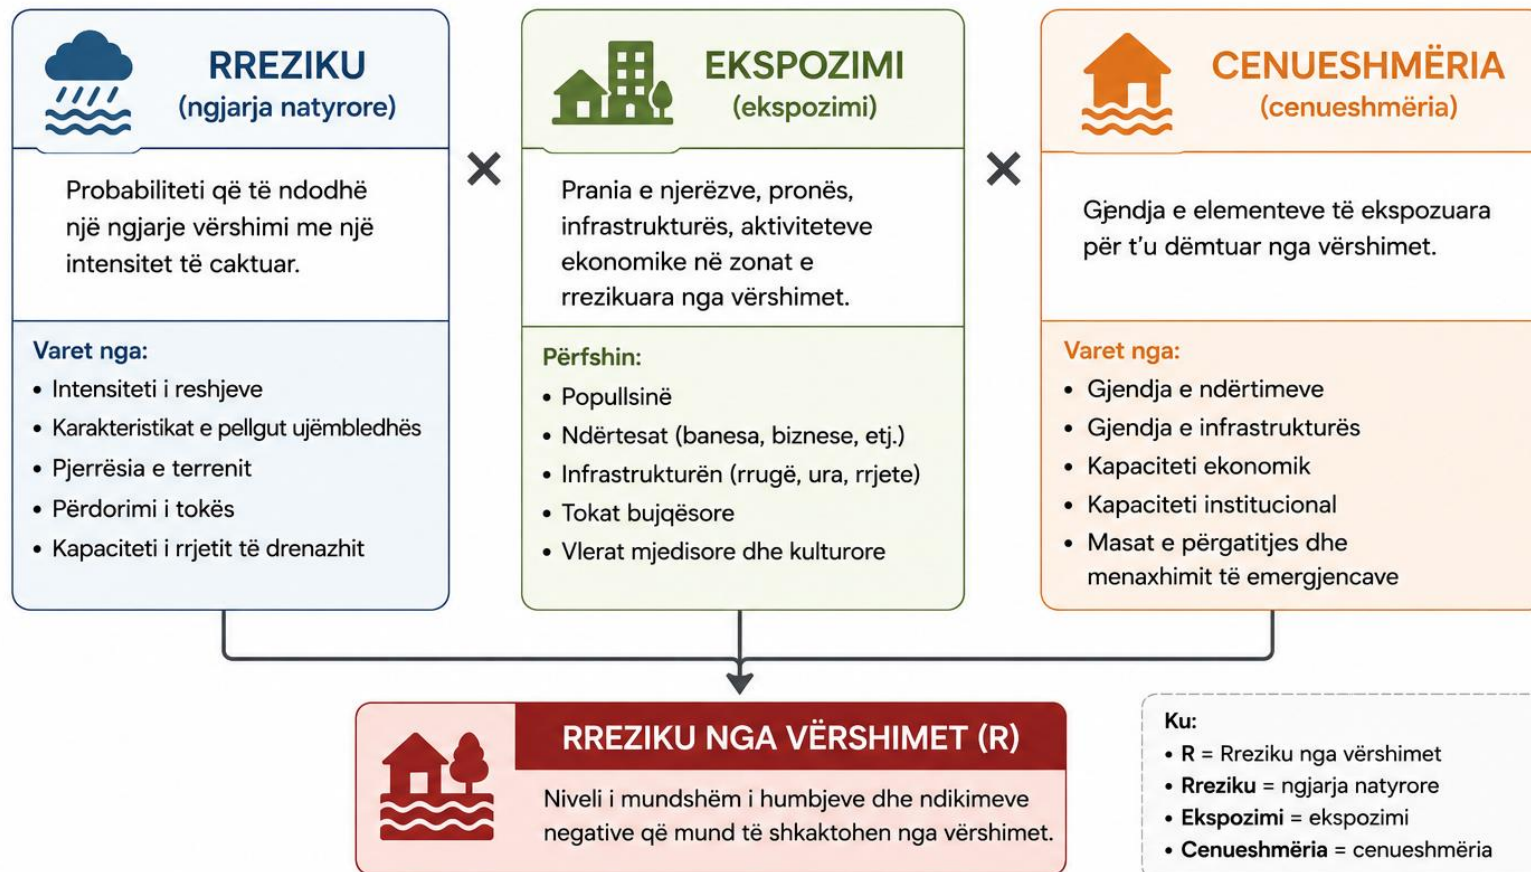 RREZIKU
(ngjarja natyrore)
Probabiliteti që të ndodhë
një ngjarje vërshimi me një
intensitet të caktuar.
Varet nga:
• Intensiteti i reshjeve
• Karakteristikat e pellgut ujëmbledhës
• Pjerrësia e terrenit
• Përdorimi i tokës
• Kapaciteti i rrjetit të drenazhit
×
EKSPOZIMI
(ekspozimi)
Prania e njerëzve, pronës,
infrastrukturës, aktiviteteve
ekonomike në zonat e
rrezikuara nga vërshimet.
Përfshin:
• Popullsinë
• Ndërtesat (banesa, biznese, etj.)
• Infrastrukturën (rrugë, ura, rrjete)
• Tokat bujqësore
• Vlerat mjedisore dhe kulturore
×
CENUESHMËRIA
(cenueshmëria)
Gjendja e elementeve të ekspozuara
për t'u dëmtuar nga vërshimet.
Varet nga:
• Gjendja e ndërtimeve
• Gjendja e infrastrukturës
• Kapaciteti ekonomik
• Kapaciteti institucional
• Masat e përgatitjes dhe
menaxhimit të emergjencave
RREZIKU NGA VËRSHIMET (R)
Niveli i mundshëm i humbjeve dhe ndikimeve
negative që mund të shkaktohen nga vërshimet.
Ku:
• R = Rreziku nga vërshimet
• Rreziku = ngjarja natyrore
• Ekspozimi = ekspozimi
• Cenueshmëria = cenueshmëria